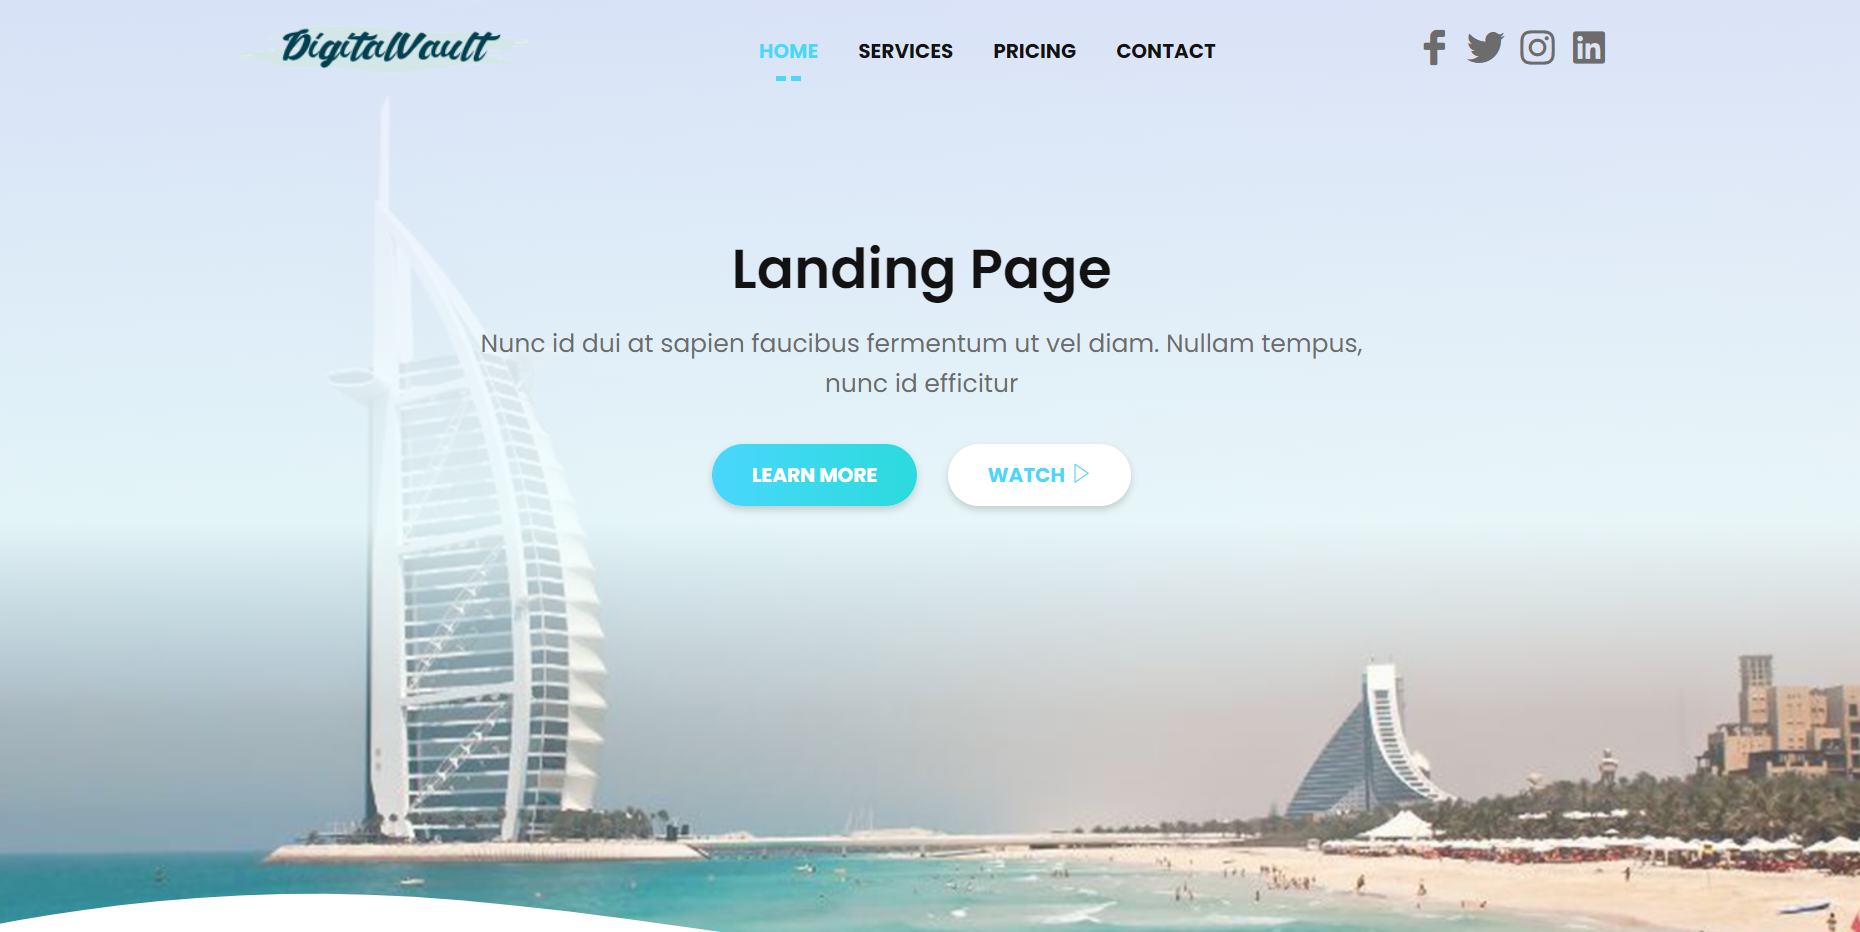 DigitalVault
HOME SERVICES PRICING CONTACT
Landing Page
Nunc id dui at sapien faucibus fermentum ut vel diam. Nullam tempus,
nunc id efficitur
LEARN MORE WATCH